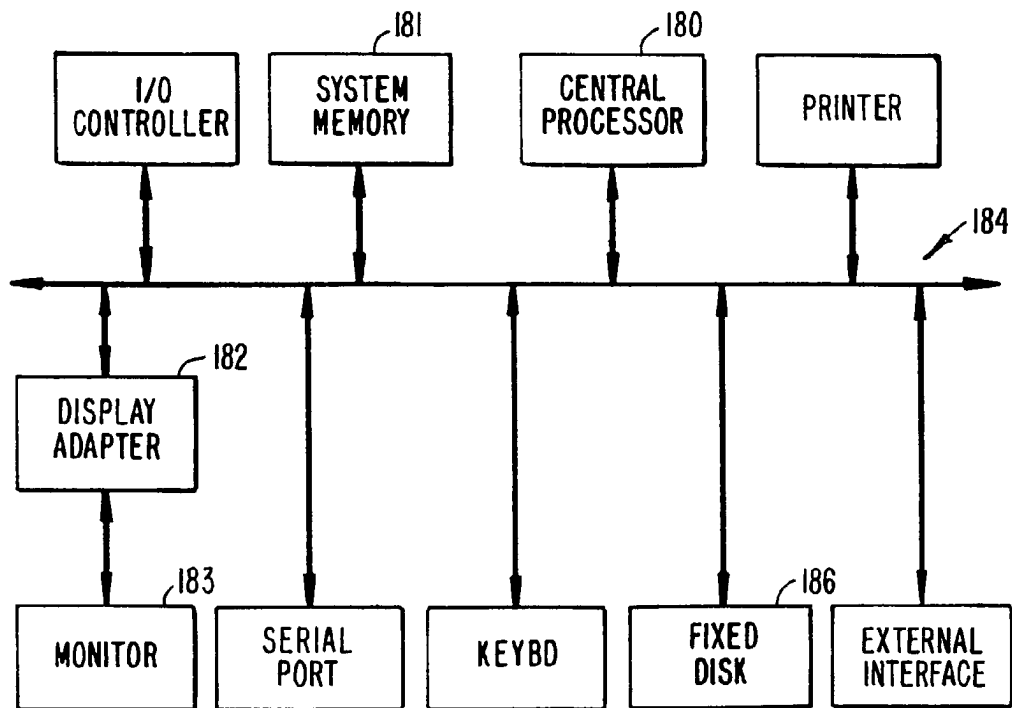 181
180
I/O
CONTROLLER
SYSTEM
MEMORY
CENTRAL
PROCESSOR
PRINTER
184
182
DISPLAY
ADAPTER
183
186
MONITOR
SERIAL
PORT
KEYBD
FIXED
DISK
EXTERNAL
INTERFACE